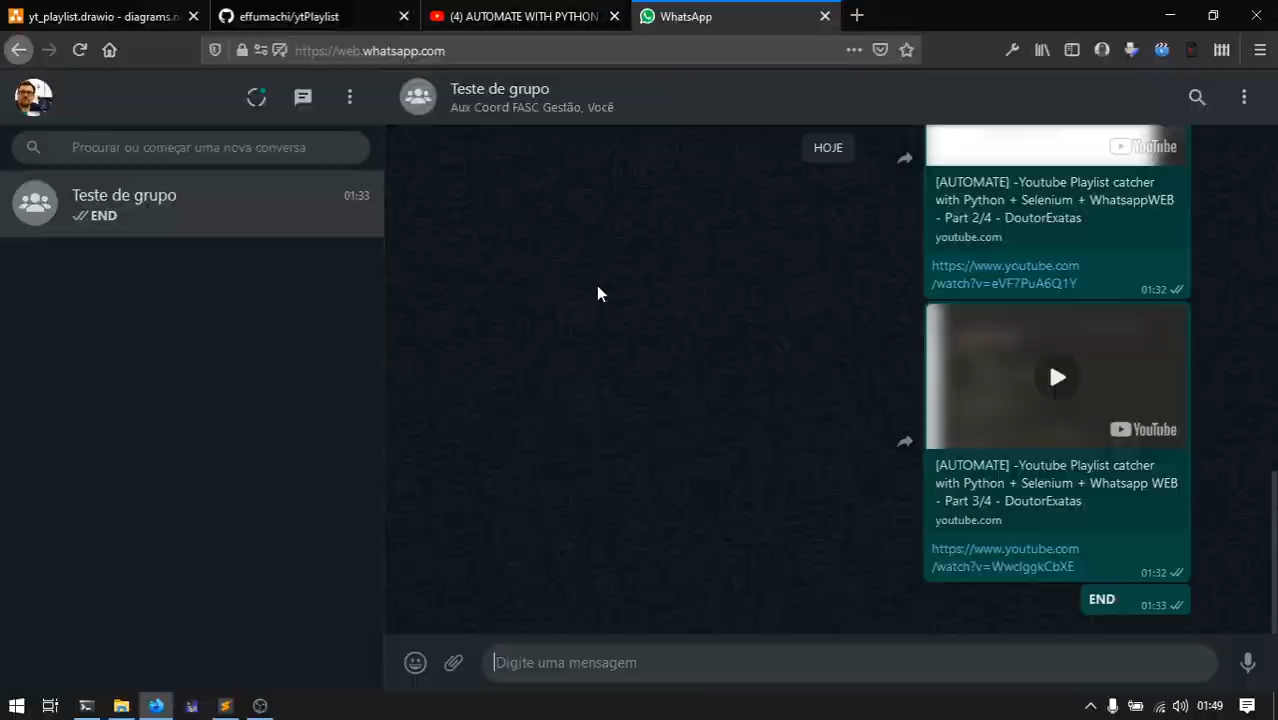 yt_playlist.drawio - diagrams.n
effumachi/ytPlaylist
(4) AUTOMATE WITH PYTHON
WhatsApp
https://web.whatsapp.com
Teste de grupo
Aux Coord FASC Gestão, Você
Procurar ou começar uma nova conversa
Teste de grupo
01:33
END
HOJE
YouTube
[AUTOMATE] -Youtube Playlist catcher
with Python + Selenium + WhatsappWEB
- Part 2/4 - DoutorExatas
youtube.com
https://www.youtube.com
/watch?v=eVF7PuA6Q1Y
01:32
YouTube
[AUTOMATE] -Youtube Playlist catcher
with Python + Selenium + Whatsapp WEB
- Part 3/4 - DoutorExatas
youtube.com
https://www.youtube.com
/watch?v=WwcIggkCbXE
01:32
END
01:33
Digite uma mensagem
01:49